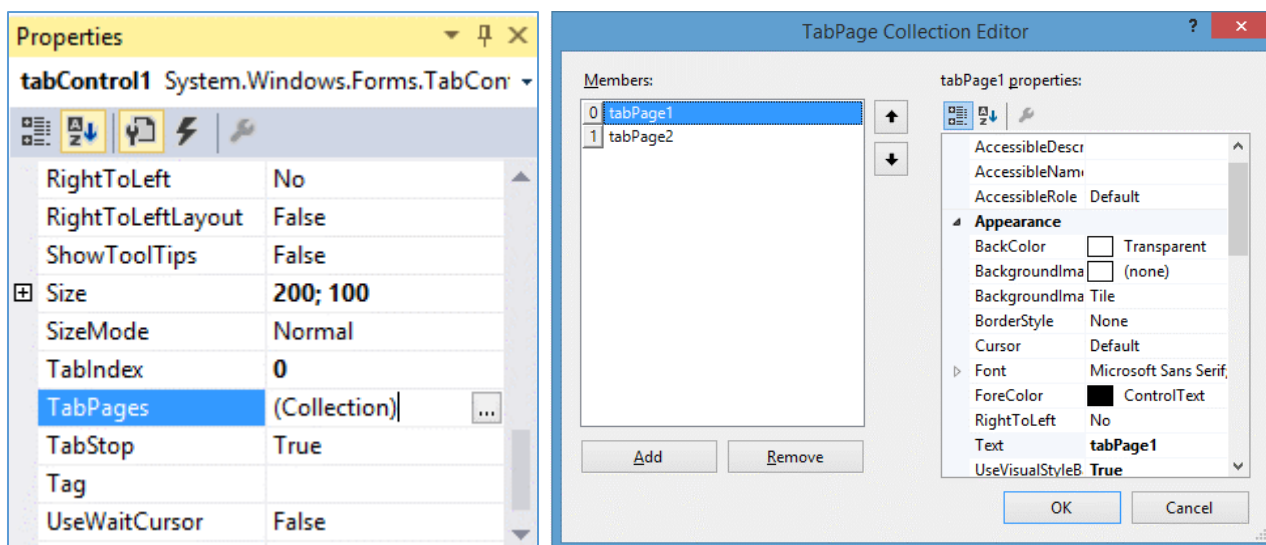 Properties
tabControl1 System.Windows.Forms.TabCon
RightToLeft No
RightToLeftLayout False
ShowToolTips False
Size 200; 100
SizeMode Normal
TabIndex 0
TabPages (Collection) ...
TabStop True
Tag
UseWaitCursor False
TabPage Collection Editor ?
Members:
0 tabPage1
1 tabPage2
Add Remove
tabPage1 properties:
AccessibleDescr
AccessibleName
AccessibleRole Default
Appearance
BackColor Transparent
BackgroundIma (none)
BackgroundIma Tile
BorderStyle None
Cursor Default
Font Microsoft Sans Serif,
ForeColor ControlText
RightToLeft No
Text tabPage1
UseVisualStyleB True
OK Cancel